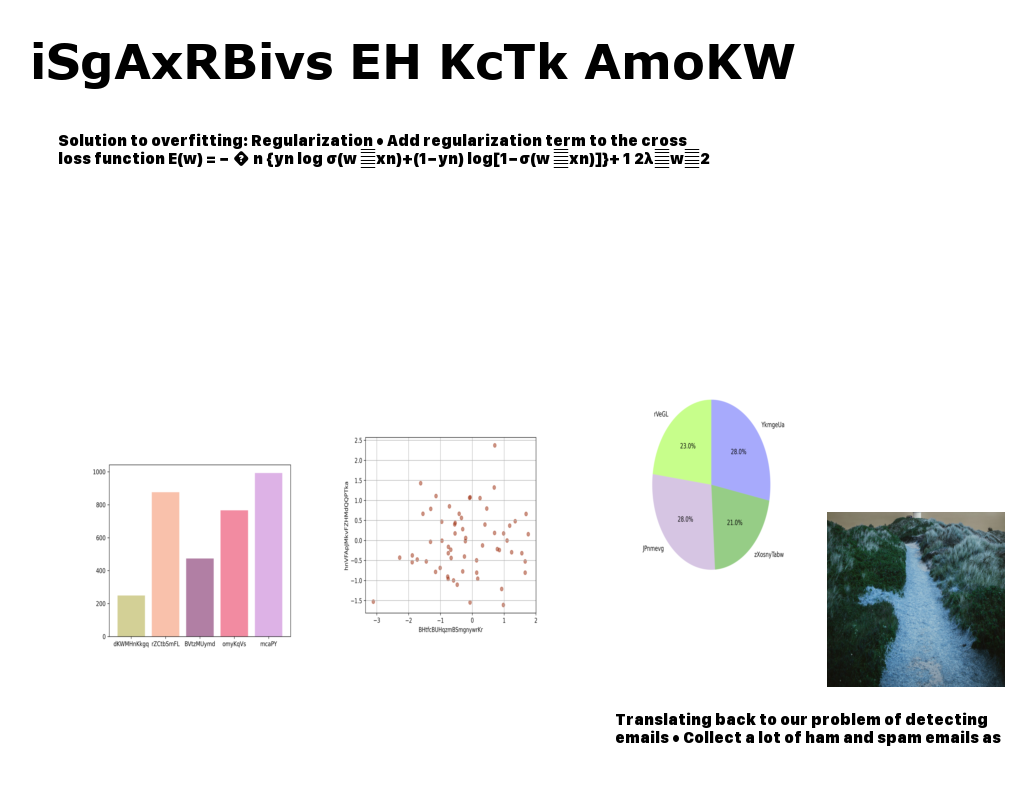 iSgAxRBivs EH KcTk AmoKW
Solution to overfitting: Regularization • Add regularization term to the cross
loss function E(w) = − � n {yn log σ(w xn)+(1−yn) log[1−σ(w xn)]}+ 1 2λ w 2
rVeGL
YkmgeUa
23.0%
28.0%
28.0%
21.0%
JPnmevg
zXosnyTabw
2.5
2.0
1.5
1.0
0.5
0.0
−0.5
−1.0
−1.5
−3 −2 −1 0 1 2
1000
800
600
400
200
0
dKWMHnKkgq rZCtbSmFL BVtzMUymd omyKqVs mcaPY
Translating back to our problem of detecting
emails • Collect a lot of ham and spam emails as